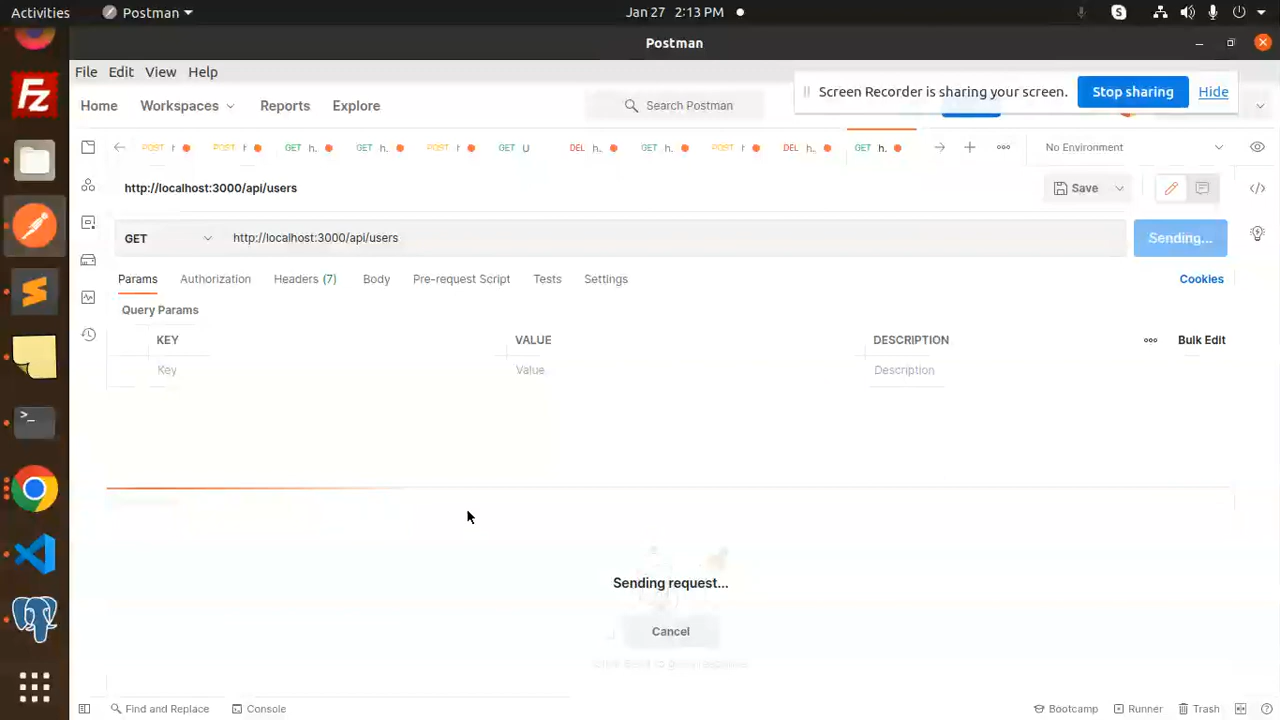 Activities Postman Jan 27 2:13 PM
Postman
File Edit View Help
Screen Recorder is sharing your screen. Stop sharing Hide
Home Workspaces Reports Explore Search Postman
POST h POST h GET h. GET h. POST h GET U DEL h. GET h. POST h DEL h. GET h. No Environment
http://localhost:3000/api/users Save
GET http://localhost:3000/api/users Sending...
Params Authorization Headers (7) Body Pre-request Script Tests Settings Cookies
Query Params
KEY VALUE DESCRIPTION Bulk Edit
Key Value Description
Sending request...
Cancel
Find and Replace Console Bootcamp Runner Trash